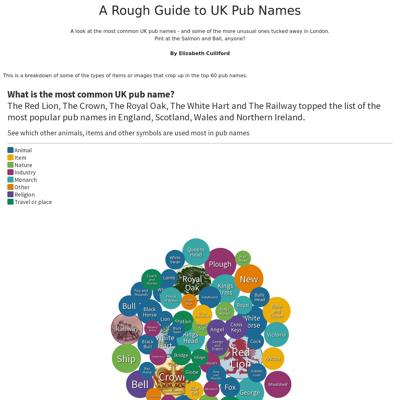 A Rough Guide to UK Pub Names
A look at the most common UK pub names - and some of the more unusual ones tucked away in London.
Pint at the Salmon and Ball, anyone?
By Elizabeth Culliford
This is a breakdown of some of the types of items or images that crop up in the top 60 pub names.
What is the most common UK pub name?
The Red Lion, The Crown, The Royal Oak, The White Hart and The Railway topped the list of the
most popular pub names in England, Scotland, Wales and Northern Ireland.
See which other animals, items and other symbols are used most in pub names
Animal
Item
Nature
Industry
Monarch
Other
Religion
Travel or place
Queens
Head
White
Swan
Plough
Royal
Oak
Lamb
Kings
Arms
New
Bull
Black
Horse
Lion
Station
Royal
Bulls
Head
White
Horse
Railway
Victoria
Angel
Cross
Keys
White
Hart
Kings
Head
Black
Bull
Cock
Ship
Bridge
Red
Lion
Globe
Crown
Bell
Fox
George
Wheatsheaf